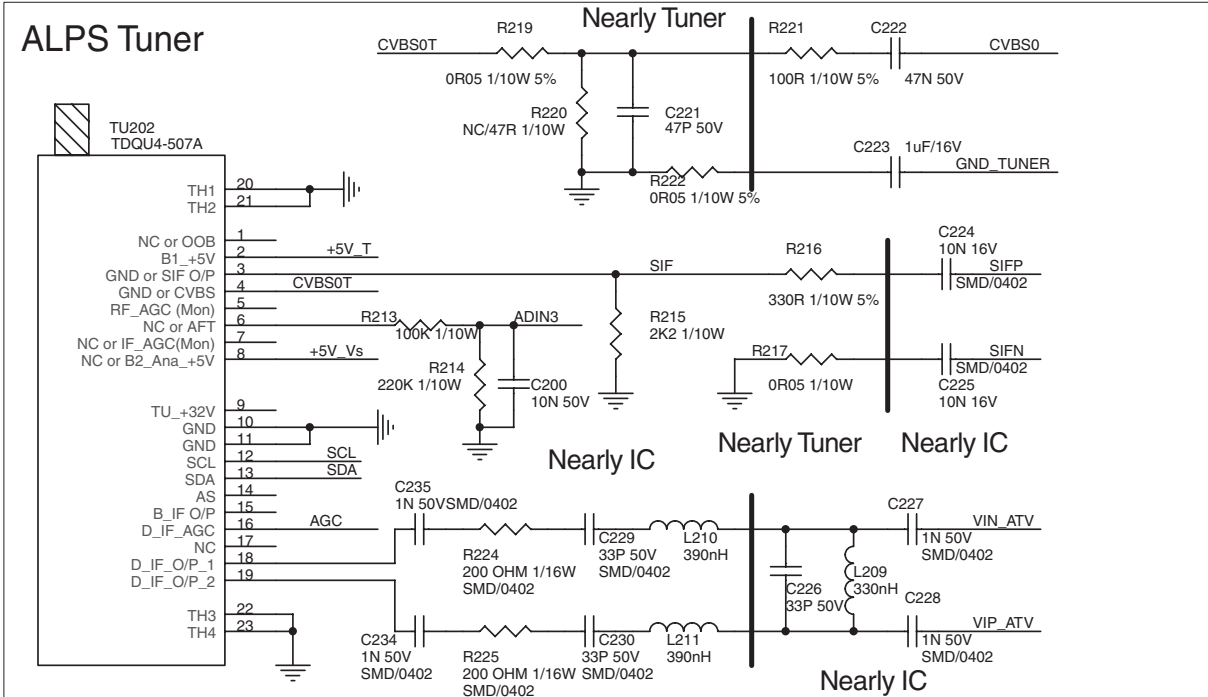 ALPS Tuner
Nearly Tuner
CVBS0T
R219
0R05 1/10W 5%
R220
NC/47R 1/10W
C221
47P 50V
R222
0R05 1/10W 5%
R221
100R 1/10W 5%
C222
47N 50V
CVBS0
C223
1uF/16V
GND_TUNER
TU202
TDQU4-507A
TH1 20
TH2 21
NC or OOB 1
B1_+5V 2 +5V_T
GND or SIF O/P 3
GND or CVBS 4 CVBS0T
RF_AGC (Mon) 5
NC or AFT 6
NC or IF_AGC(Mon) 7
NC or B2_Ana_+5V 8 +5V_Vs
TU_+32V 9
GND 10
GND 11
SCL 12 SCL
SDA 13 SDA
AS 14
B_IF O/P 15
D_IF_AGC 16 AGC
NC 17
D_IF_O/P_1 18
D_IF_O/P_2 19
TH3 22
TH4 23
R213
100K 1/10W
ADIN3
R214
220K 1/10W
C200
10N 50V
SIF
R215
2K2 1/10W
R216
330R 1/10W 5%
R217
0R05 1/10W
C224
10N 16V
SIFP
SMD/0402
SIFN
SMD/0402
C225
10N 16V
Nearly IC
Nearly Tuner
Nearly IC
C235
1N 50VSMD/0402
R224
200 OHM 1/16W
SMD/0402
C229
33P 50V
SMD/0402
L210
390nH
C234
1N 50V
SMD/0402
R225
200 OHM 1/16W
SMD/0402
C230
33P 50V
SMD/0402
L211
390nH
C226
33P 50V
L209
330nH
C227
1N 50V
SMD/0402
VIN_ATV
C228
1N 50V
SMD/0402
VIP_ATV
Nearly IC